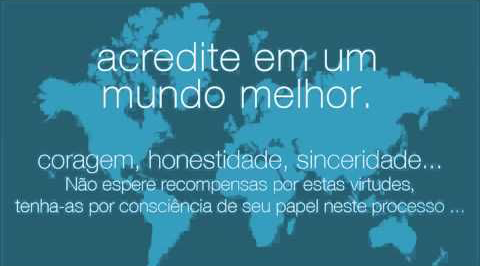 acredite em um
mundo melhor.
coragem, honestidade, sinceridade...
Não espere recompensas por estas virtudes,
tenha-as por consciência de seu papel neste processo ...